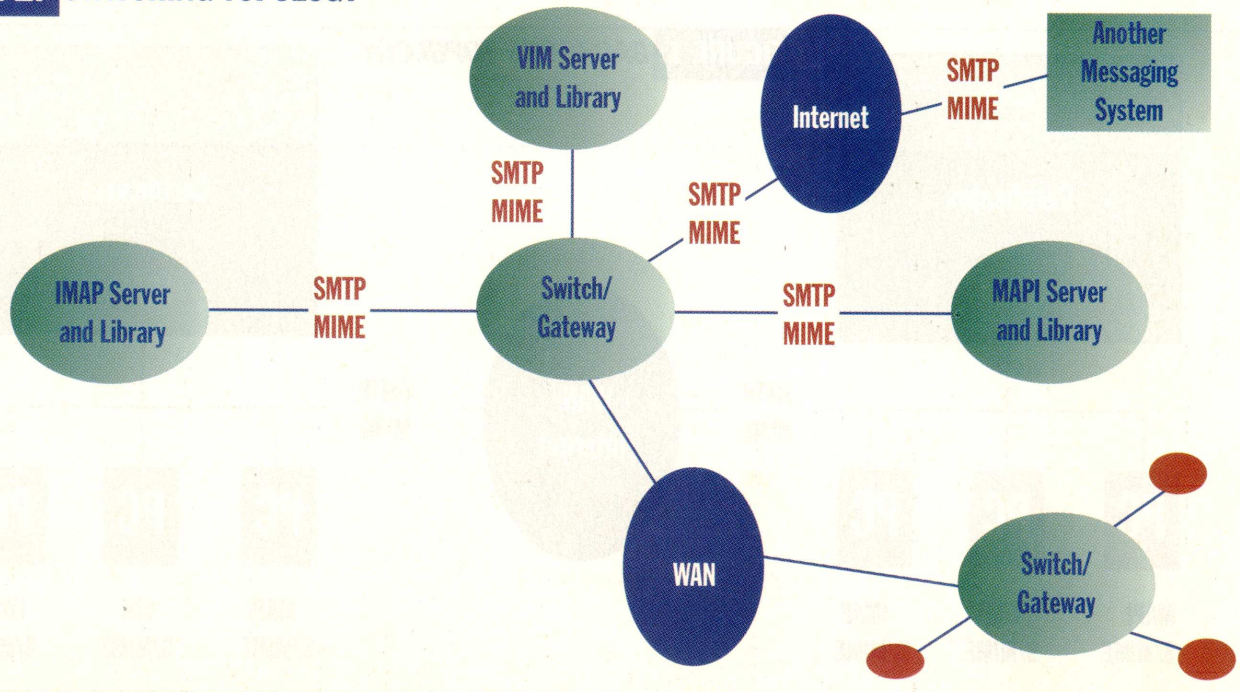 VIM Server
and Library
Internet
Another
Messaging
System
SMTP
MIME
SMTP
MIME
SMTP
MIME
IMAP Server
and Library
SMTP
MIME
Switch/
Gateway
SMTP
MIME
MAPI Server
and Library
WAN
Switch/
Gateway